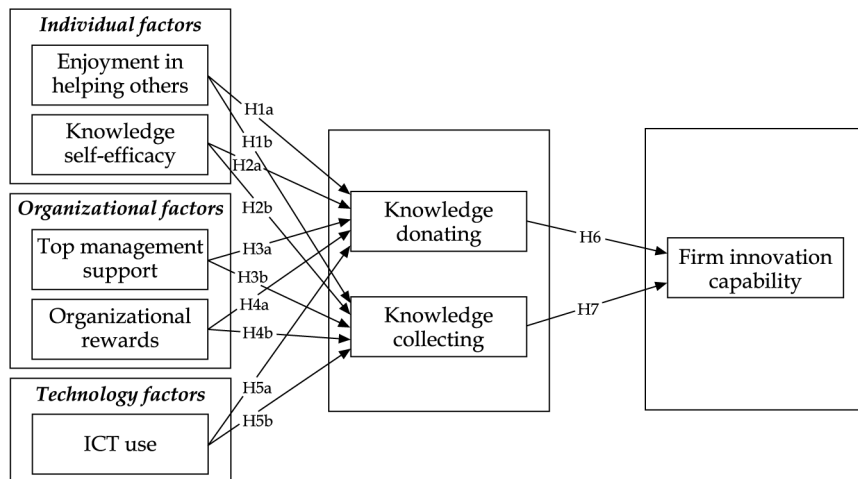 Individual factors
Enjoyment in
helping others
Knowledge
self-efficacy
Organizational factors
Top management
support
Organizational
rewards
Technology factors
ICT use
H1a
H1b
H2a
H2b
H3a
H3b
H4a
H4b
H5a
H5b
Knowledge
donating
Knowledge
collecting
H6
H7
Firm innovation
capability